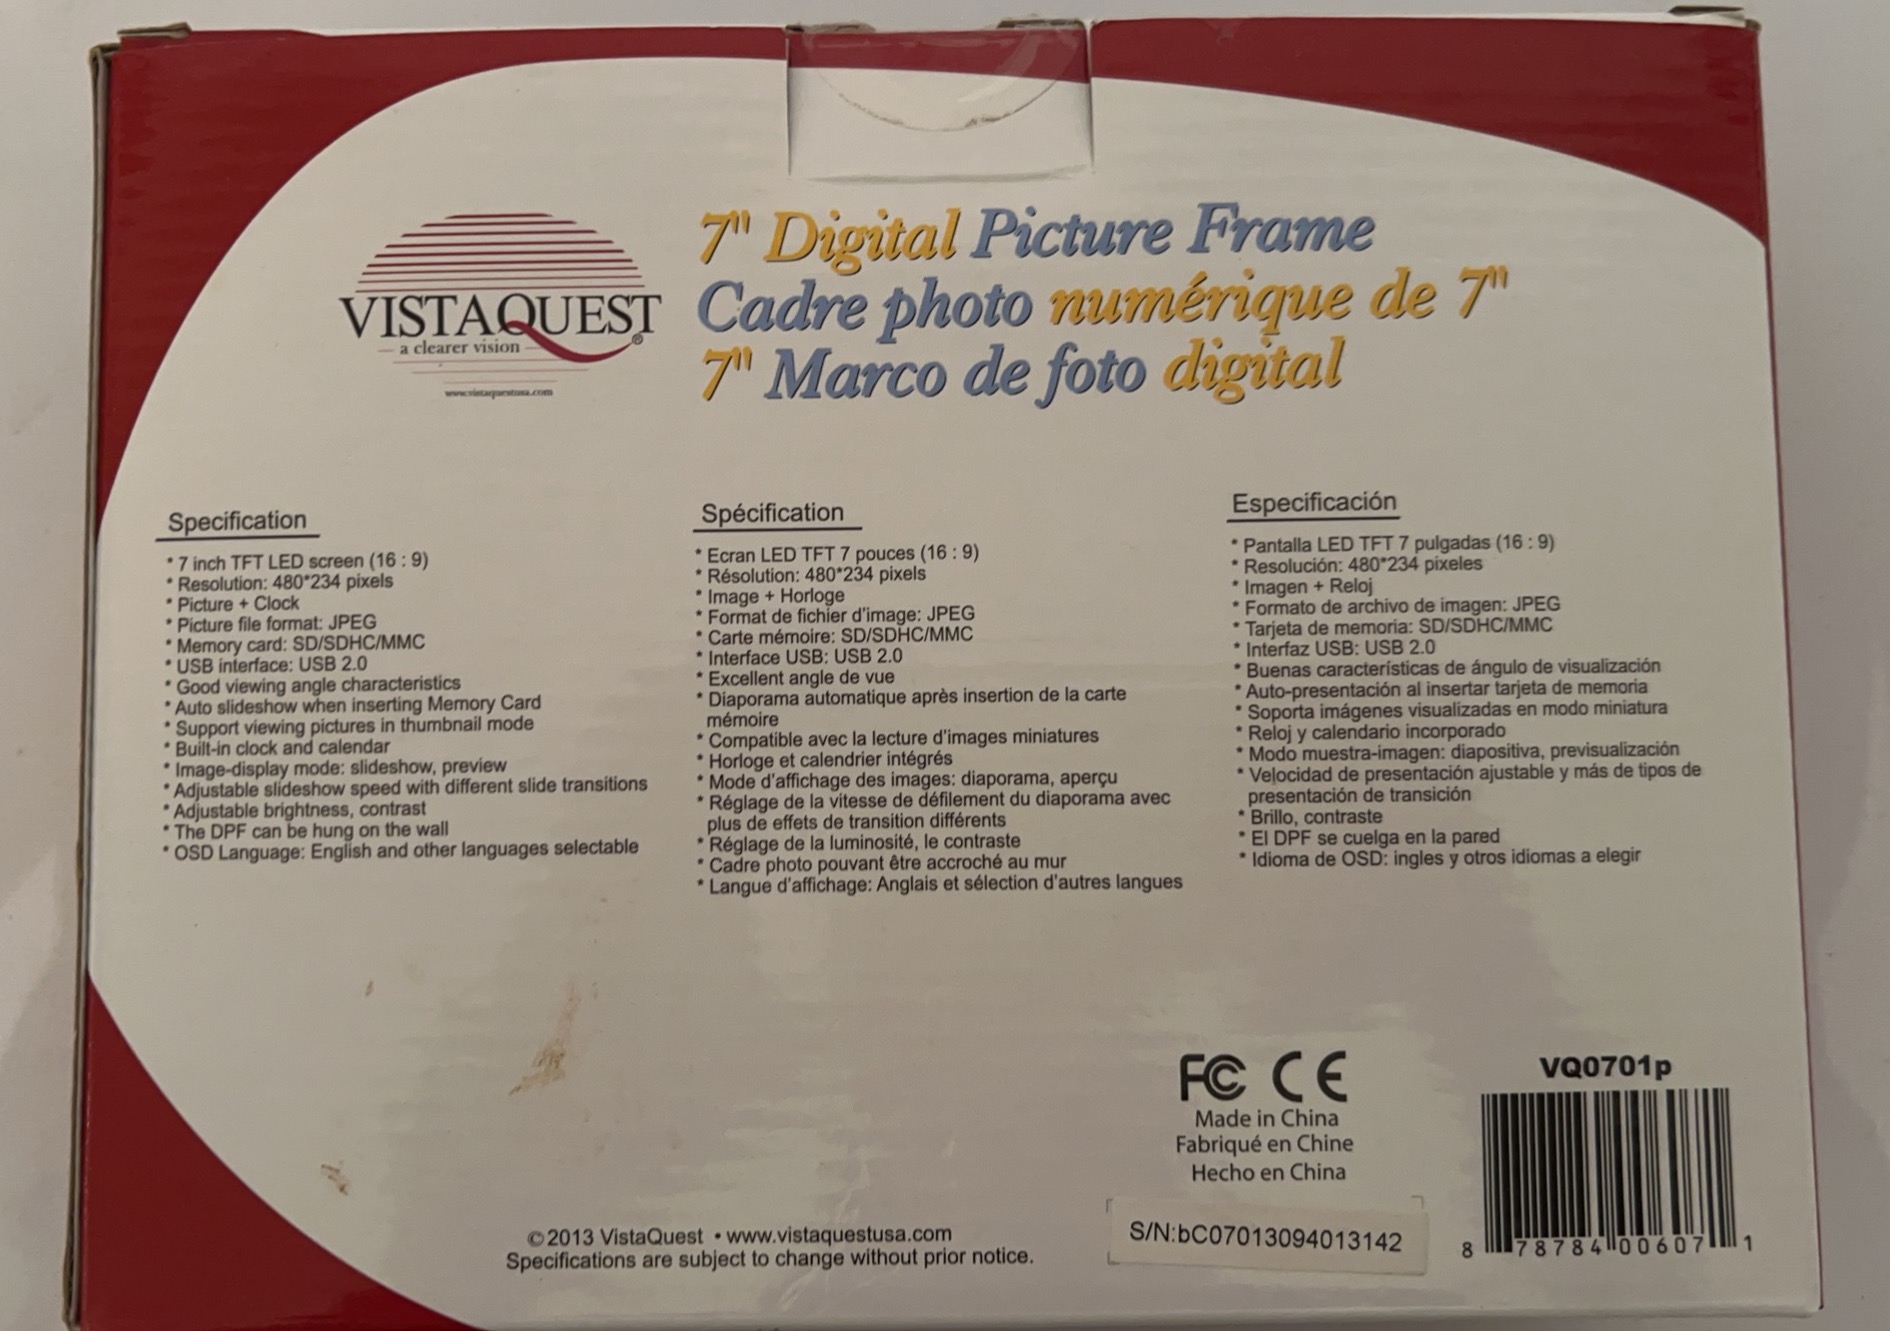 7" Digital Picture Frame
Cadre photo numérique de 7"
7" Marco de foto digital
VISTAQUEST®
a clearer vision
www.vistaquestusa.com
Specification
* 7 inch TFT LED screen (16 : 9)
* Resolution: 480*234 pixels
* Picture + Clock
* Picture file format: JPEG
* Memory card: SD/SDHC/MMC
* USB interface: USB 2.0
* Good viewing angle characteristics
* Auto slideshow when inserting Memory Card
* Support viewing pictures in thumbnail mode
* Built-in clock and calendar
* Image-display mode: slideshow, preview
* Adjustable slideshow speed with different slide transitions
* Adjustable brightness, contrast
* The DPF can be hung on the wall
* OSD Language: English and other languages selectable
Spécification
* Ecran LED TFT 7 pouces (16 : 9)
* Résolution: 480*234 pixels
* Image + Horloge
* Format de fichier d'image: JPEG
* Carte mémoire: SD/SDHC/MMC
* Interface USB: USB 2.0
* Excellent angle de vue
* Diaporama automatique après insertion de la carte
mémoire
* Compatible avec la lecture d'images miniatures
* Horloge et calendrier intégrés
* Mode d'affichage des images: diaporama, aperçu
* Réglage de la vitesse de défilement du diaporama avec
plus de effets de transition différents
* Réglage de la luminosité, le contraste
* Cadre photo pouvant être accroché au mur
* Langue d'affichage: Anglais et sélection d'autres langues
Especificación
* Pantalla LED TFT 7 pulgadas (16 : 9)
* Resolución: 480*234 pixeles
* Imagen + Reloj
* Formato de archivo de imagen: JPEG
* Tarjeta de memoria: SD/SDHC/MMC
* Interfaz USB: USB 2.0
* Buenas características de ángulo de visualización
* Auto-presentación al insertar tarjeta de memoria
* Soporta imágenes visualizadas en modo miniatura
* Reloj y calendario incorporado
* Modo muestra-imagen: diapositiva, previsualización
* Velocidad de presentación ajustable y más de tipos de
presentación de transición
* Brillo, contraste
* El DPF se cuelga en la pared
* Idioma de OSD: ingles y otros idiomas a elegir
FC CE
Made in China
Fabriqué en Chine
Hecho en China
VQ0701p
8 78784 00607 1
S/N:bC07013094013142
©2013 VistaQuest • www.vistaquestusa.com
Specifications are subject to change without prior notice.